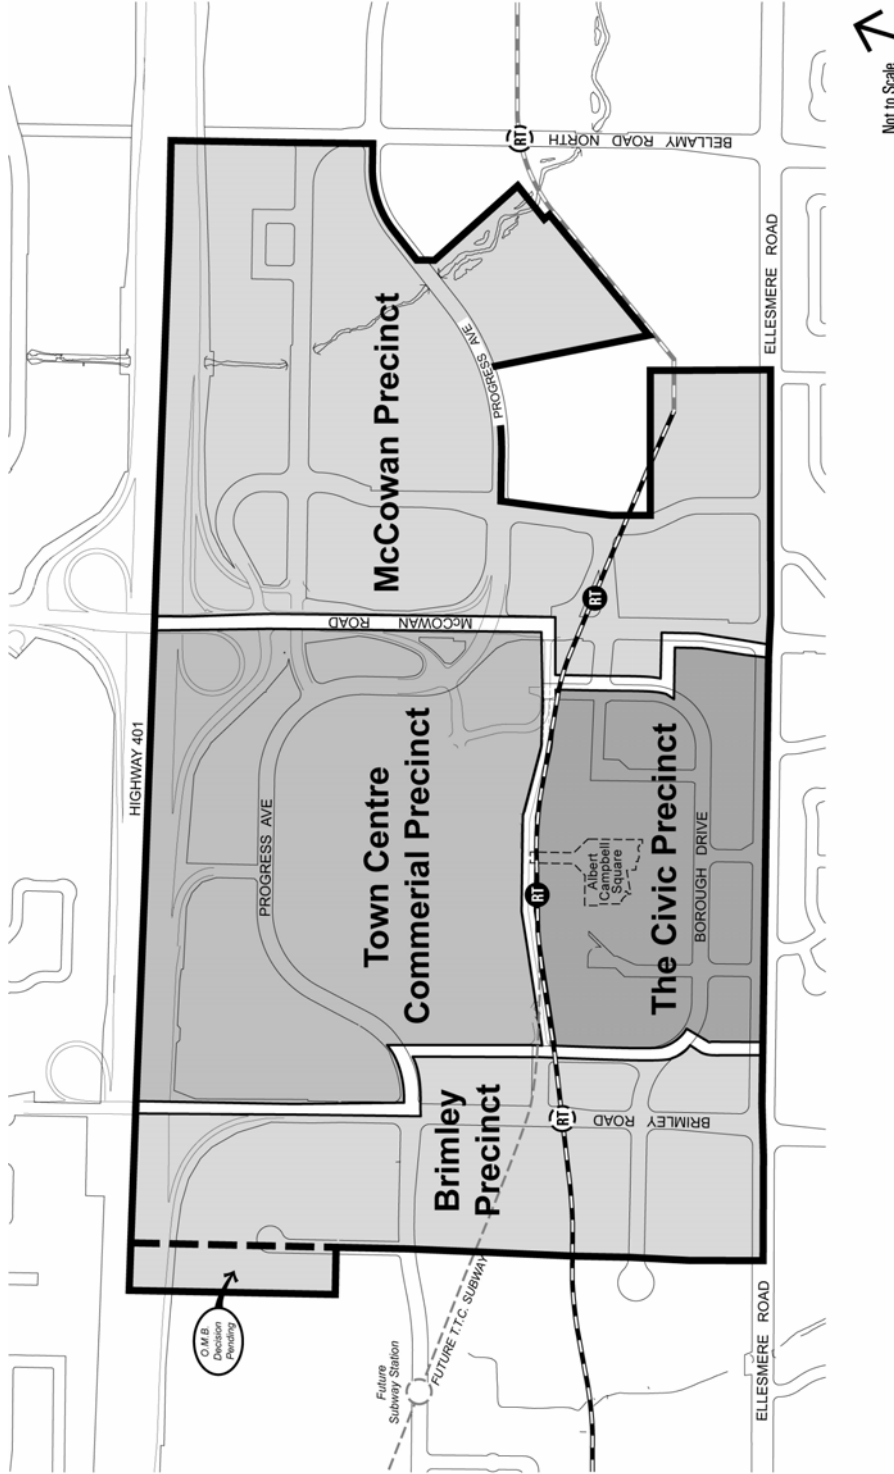 Not to Scale
HIGHWAY 401
McCowan Precinct
PROGRESS AVE
BELLAMY ROAD NORTH
RT
ELLESMERE ROAD
McCOWAN ROAD
RT
Town Centre
Commerial Precinct
PROGRESS AVE
RT
The Civic Precinct
Albert
Campbell
Square
BOROUGH DRIVE
Brimley
Precinct
BRIMLEY ROAD
RT
O.M.B.
Decision
Pending
Future
Subway Station
FUTURE T.T.C. SUBWAY
ELLESMERE ROAD